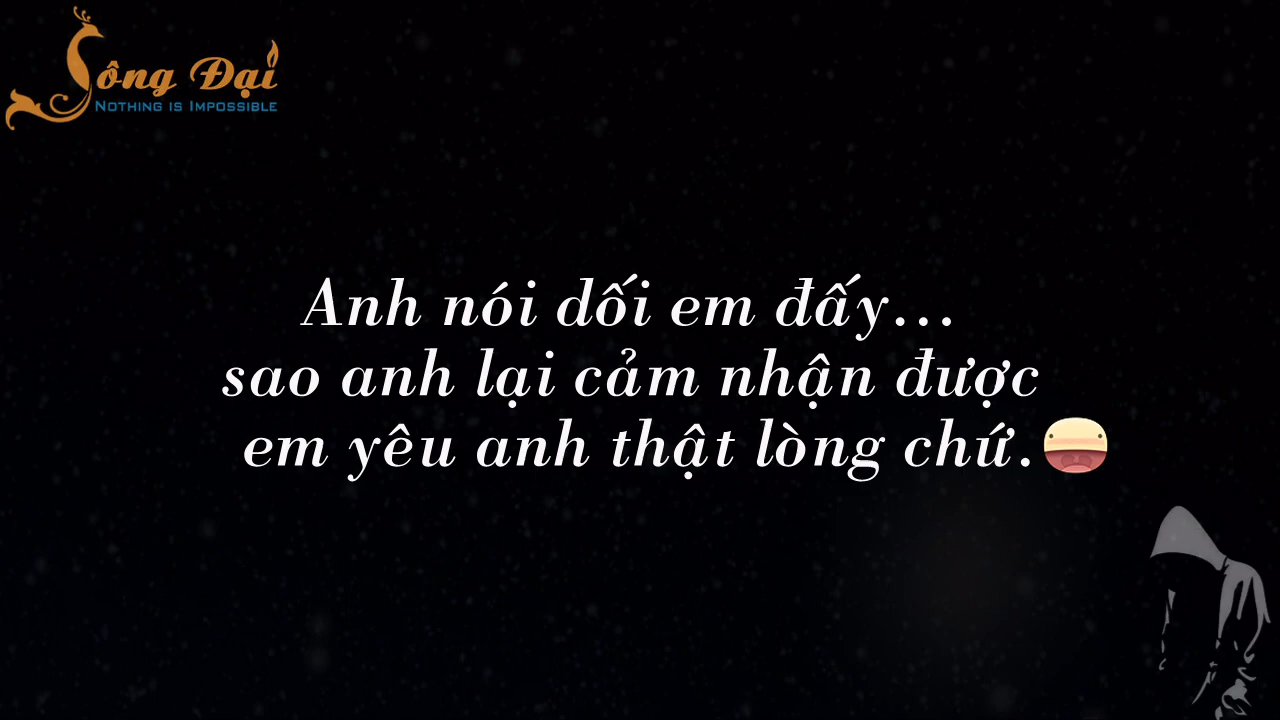 Sông Đại
NOTHING IS IMPOSSIBLE
Anh nói dối em đấy...
sao anh lại cảm nhận được
em yêu anh thật lòng chứ.